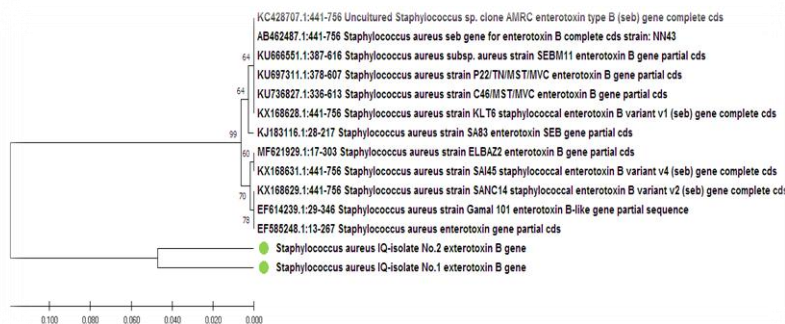 KC428707.1:441-756 Uncultured Staphylococcus sp. clone AMRC enterotoxin type B (seb) gene complete cds
AB462487.1:441-756 Staphylococcus aureus seb gene for enterotoxin B complete cds strain: NN43
64
KU666551.1:387-616 Staphylococcus aureus subsp. aureus strain SEBM11 enterotoxin B gene partial cds
KU697311.1:378-607 Staphylococcus aureus strain P22/TN/MST/MVC enterotoxin B gene partial cds
64
KU736827.1:336-613 Staphylococcus aureus strain C46/MST/MVC enterotoxin B gene partial cds
KX168628.1:441-756 Staphylococcus aureus strain KLT6 staphylococcal enterotoxin B variant v1 (seb) gene complete cds
99
KJ183116.1:28-217 Staphylococcus aureus strain SA83 enterotoxin SEB gene partial cds
60
MF621929.1:17-303 Staphylococcus aureus strain ELBAZ2 enterotoxin B gene partial cds
KX168631.1:441-756 Staphylococcus aureus strain SAI45 staphylococcal enterotoxin B variant v4 (seb) gene complete cds
70
KX168629.1:441-756 Staphylococcus aureus strain SANC14 staphylococcal enterotoxin B variant v2 (seb) gene complete cds
EF614239.1:29-346 Staphylococcus aureus strain Gamal 101 enterotoxin B-like gene partial sequence
78
EF585248.1:13-267 Staphylococcus aureus enterotoxin gene partial cds
Staphylococcus aureus IQ-isolate No.2 exterotoxin B gene
Staphylococcus aureus IQ-isolate No.1 exterotoxin B gene
0.100 0.080 0.060 0.040 0.020 0.000